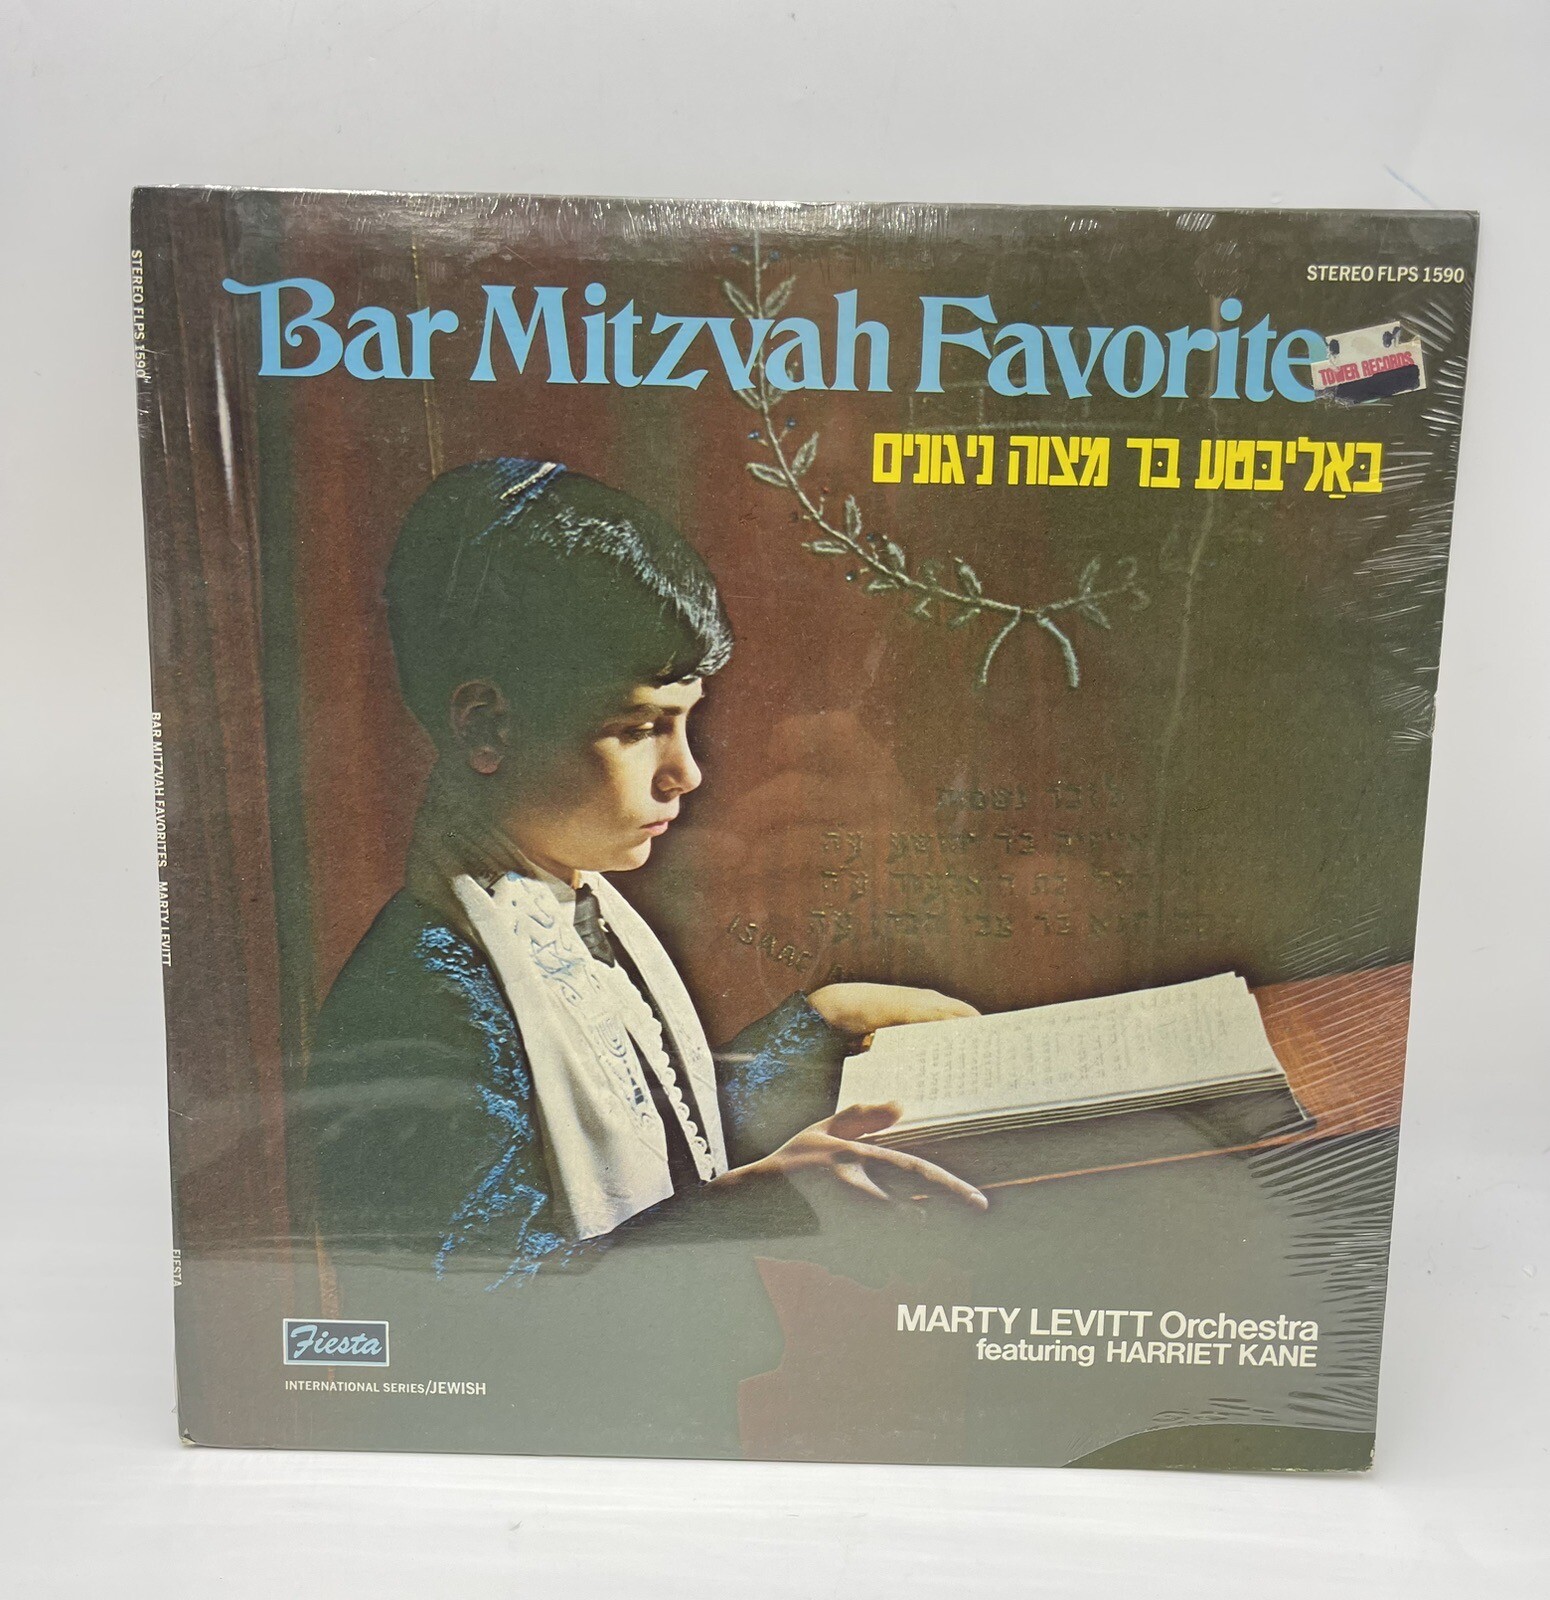 STEREO FLPS 1590
Bar Mitzvah Favorite
TOWER RECORDS
באַליבטע בּר מצוה ניגונים
ISAAC
MARTY LEVITT Orchestra
featuring HARRIET KANE
Fiesta
INTERNATIONAL SERIES/JEWISH
STEREO FLPS 1590
BAR MITZVAH FAVORITES MARTY LEVITT
FIESTA